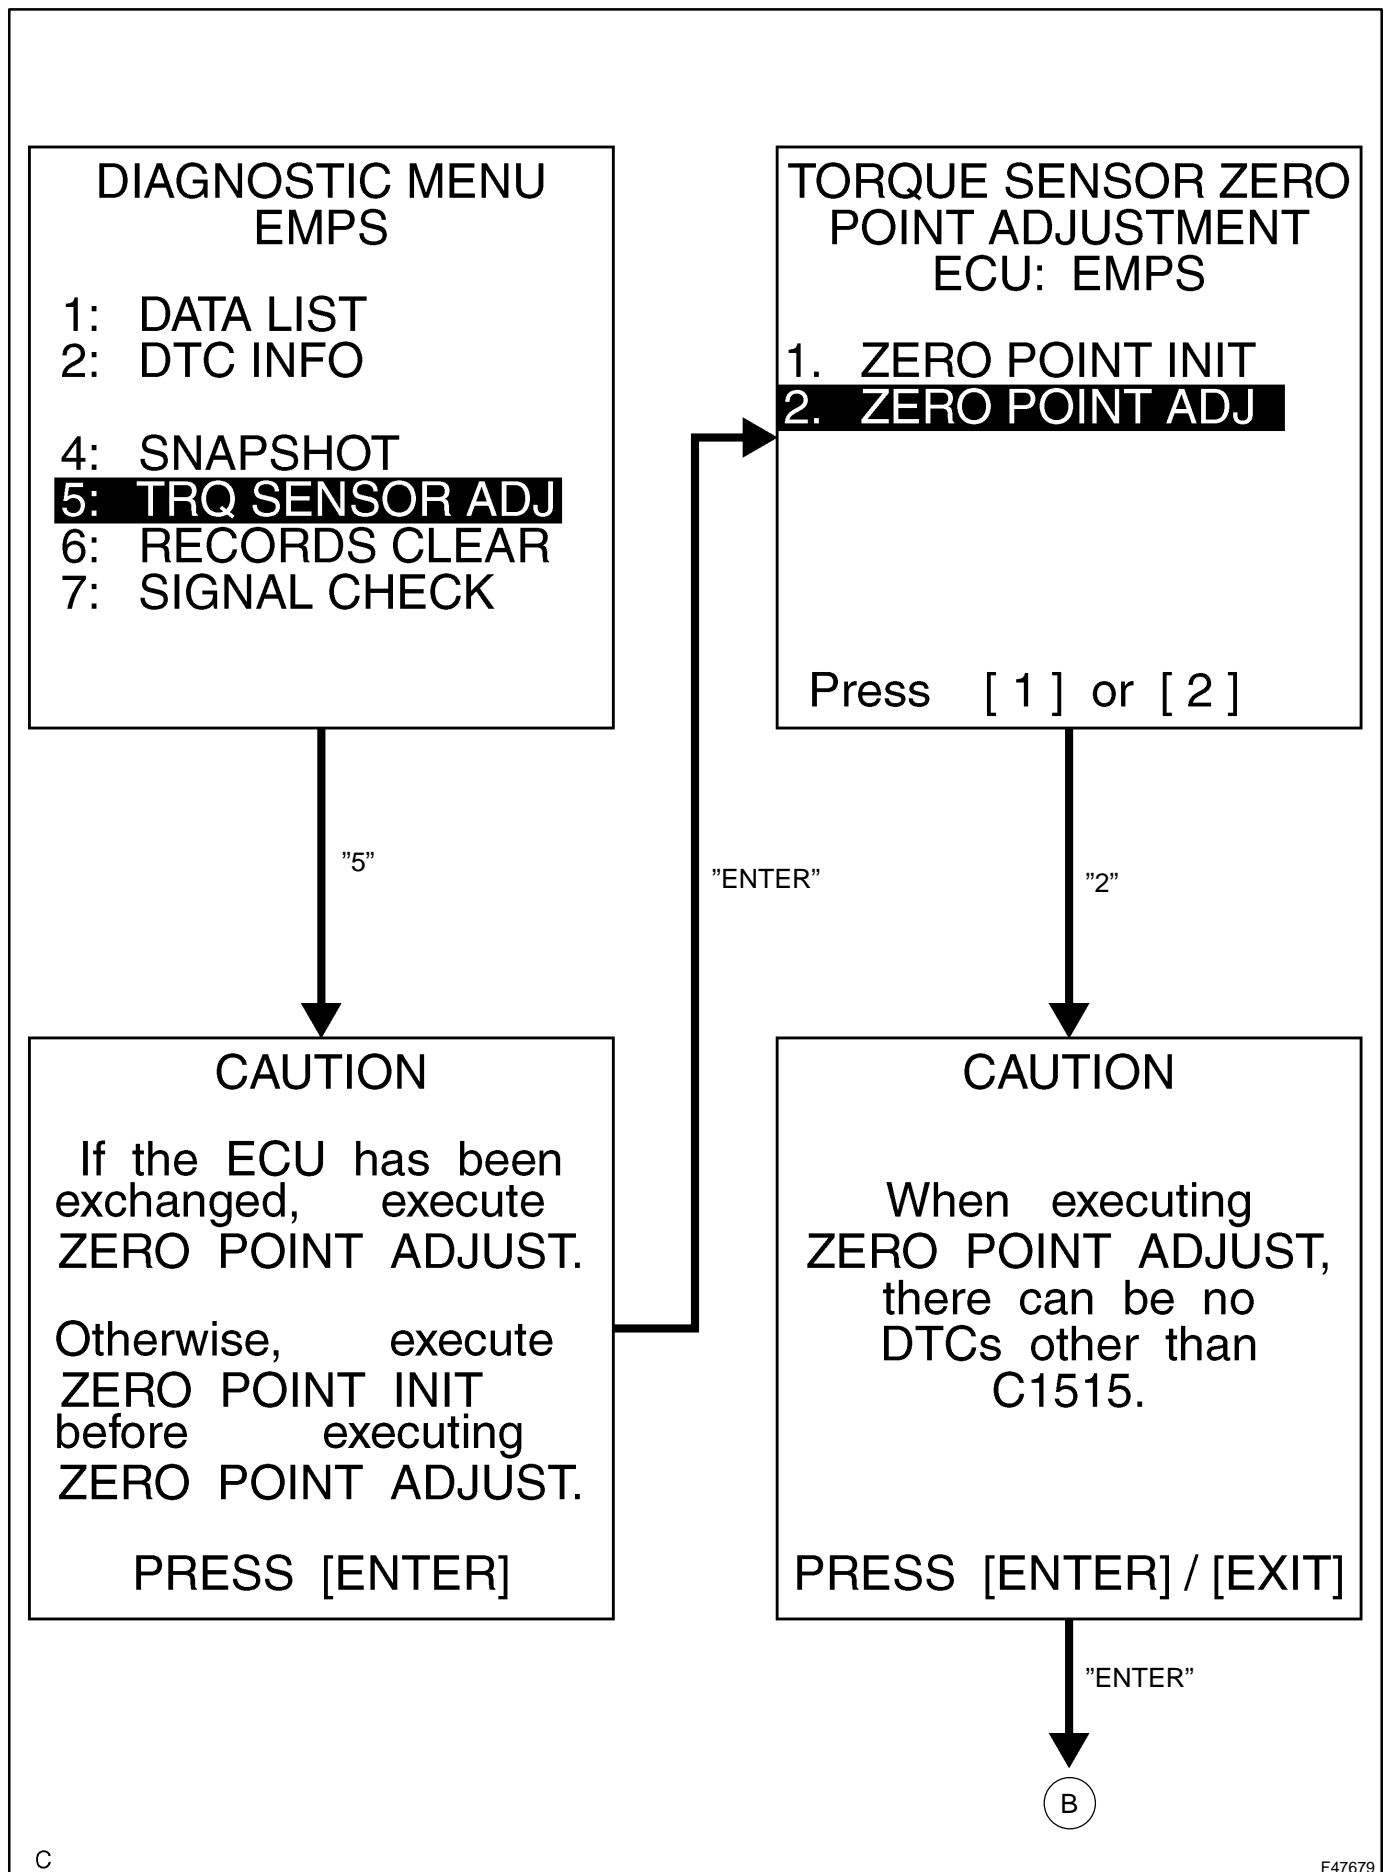 DIAGNOSTIC MENU
EMPS
1: DATA LIST
2: DTC INFO
4: SNAPSHOT
5: TRQ SENSOR ADJ
6: RECORDS CLEAR
7: SIGNAL CHECK
”5”
CAUTION
If the ECU has been
exchanged, execute
ZERO POINT ADJUST.
Otherwise, execute
ZERO POINT INIT
before executing
ZERO POINT ADJUST.
PRESS [ENTER]
”ENTER”
TORQUE SENSOR ZERO
POINT ADJUSTMENT
ECU: EMPS
1. ZERO POINT INIT
2. ZERO POINT ADJ
Press [ 1 ] or [ 2 ]
”2”
CAUTION
When executing
ZERO POINT ADJUST,
there can be no
DTCs other than
C1515.
PRESS [ENTER] / [EXIT]
”ENTER”
B
C
F47679